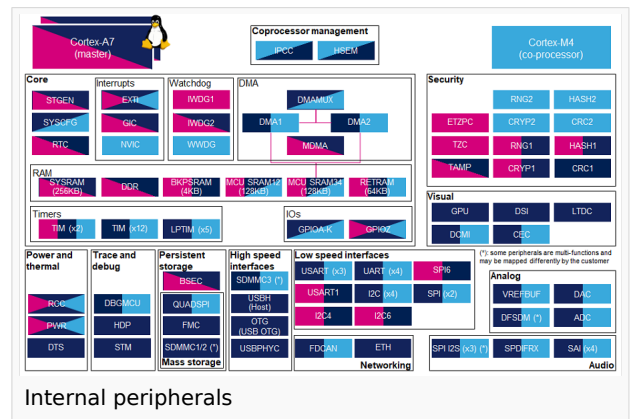 Cortex-A7
(master)
Coprocessor management
IPCC
HSEM
Cortex-M4
(co-processor)
Core
STGEN
SYSCFG
RTC
Interrupts
EXTI
GIC
NVIC
Watchdog
IWDG1
IWDG2
WWDG
DMA
DMAMUX
DMA1
DMA2
MDMA
Security
RNG2
HASH2
ETZPC
CRYP2
CRC2
TZC
RNG1
HASH1
TAMP
CRYP1
CRC1
RAM
SYSRAM
(256KB)
DDR
BKPSRAM
(4KB)
MCU SRAM12
(128KB)
MCU SRAM34
(128KB)
RETRAM
(64KB)
Timers
TIM (x2)
TIM (x12)
LPTIM (x5)
IOs
GPIOA-K
GPIOZ
Visual
GPU
DSI
LTDC
DCMI
CEC
(*): some peripherals are multi-functions and
may be mapped differently by the customer
Power and
thermal
RCC
PWR
DTS
Trace and
debug
DBGMCU
HDP
STM
Persistent
storage
BSEC
QUADSPI
FMC
SDMMC1/2 (*)
Mass storage
High speed
interfaces
SDMMC3 (*)
USBH
(Host)
OTG
(USB OTG)
USBPHYC
Low speed interfaces
USART (x3)
UART (x4)
SPI6
USART1
I2C (x4)
SPI (x2)
I2C4
I2C6
FDCAN
ETH
Networking
Analog
VREFBUF
DAC
DFSDM (*)
ADC
SPI I2S (x3) (*)
SPDIFRX
SAI (x4)
Audio
Internal peripherals